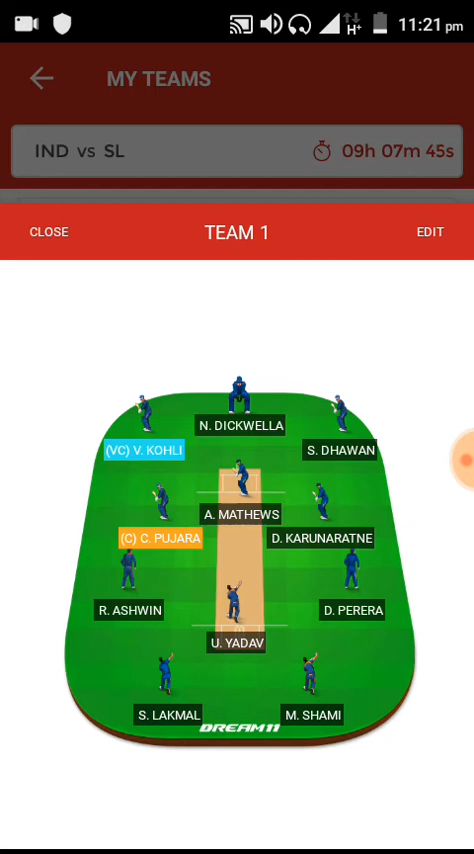 H+ 11:21 pm
MY TEAMS
IND vs SL 09h 07m 45s
CLOSE TEAM 1 EDIT
N. DICKWELLA
(VC) V. KOHLI S. DHAWAN
A. MATHEWS
(C) C. PUJARA D. KARUNARATNE
R. ASHWIN D. PERERA
U. YADAV
S. LAKMAL M. SHAMI
DREAM11